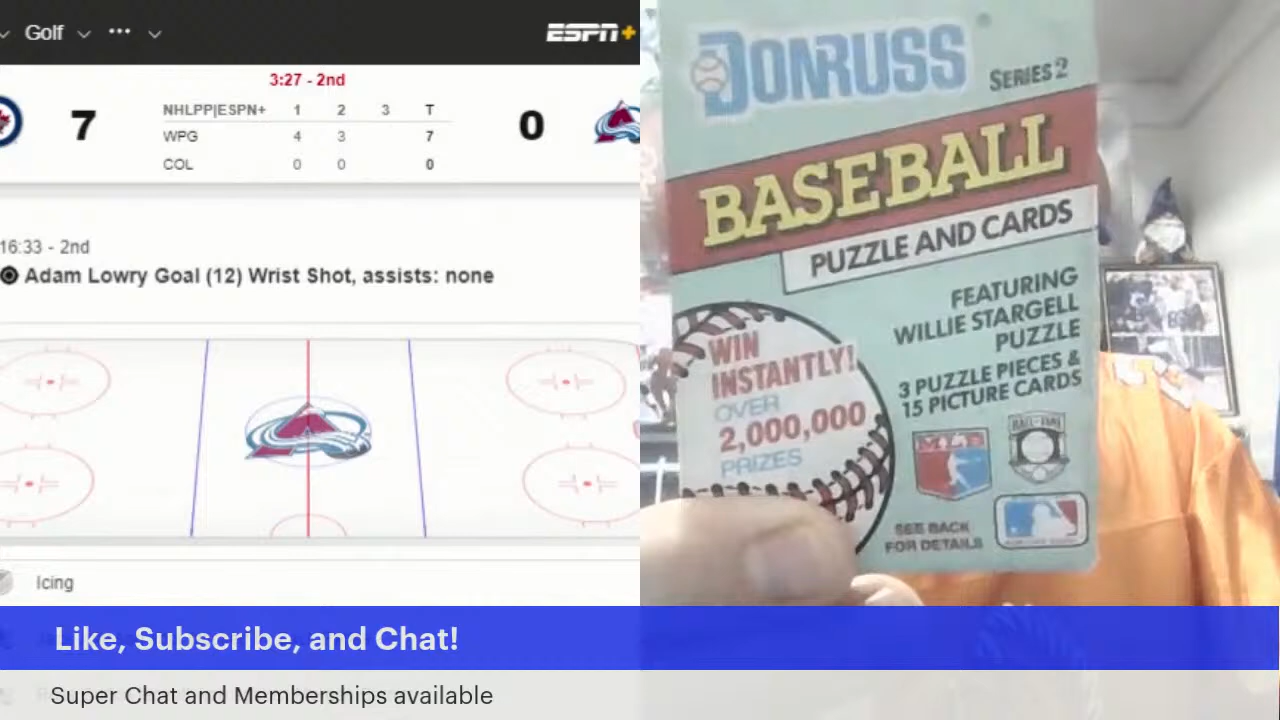 Golf
ESPN+
3:27 - 2nd
NHLPP|ESPN+ 1 2 3 T
7
WPG 4 3 7
0
COL 0 0 0
16:33 - 2nd
Adam Lowry Goal (12) Wrist Shot, assists: none
Icing
DONRUSS
SERIES 2
BASEBALL
PUZZLE AND CARDS
FEATURING
WILLIE STARGELL
PUZZLE
3 PUZZLE PIECES &
15 PICTURE CARDS
WIN
INSTANTLY!
OVER
2,000,000
PRIZES
SEE BACK
FOR DETAILS
Like, Subscribe, and Chat!
Super Chat and Memberships available